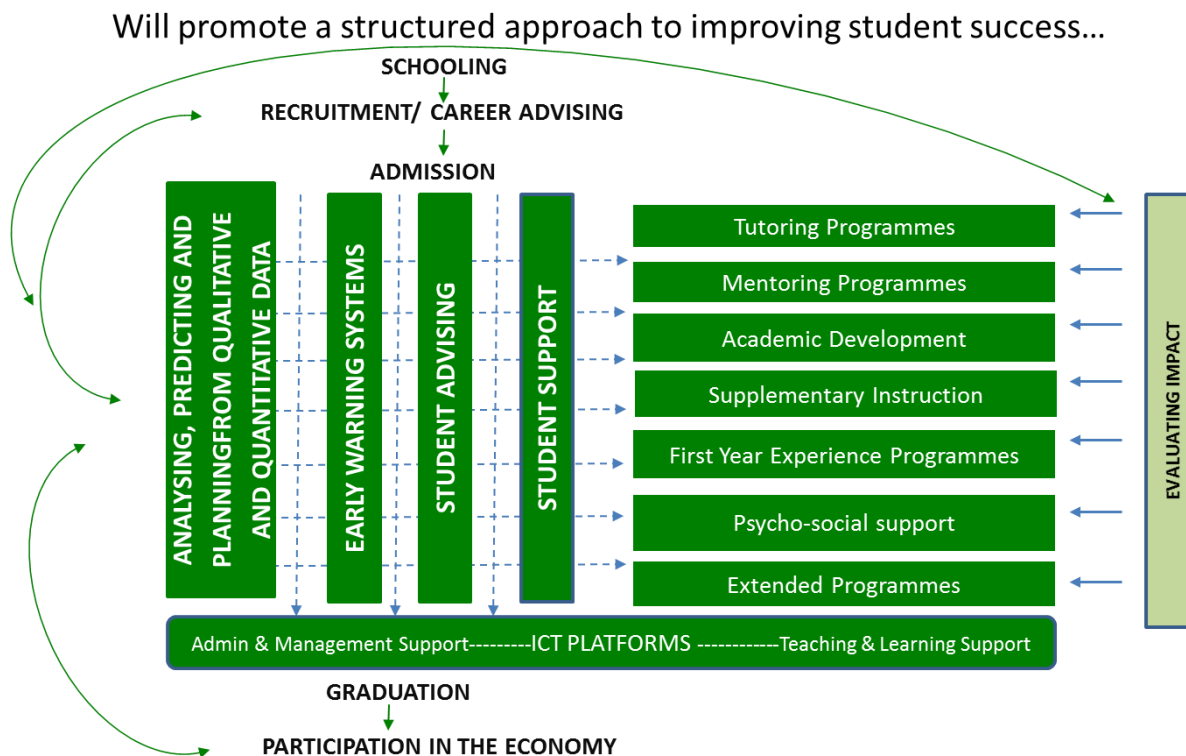 Will promote a structured approach to improving student success…
SCHOOLING
RECRUITMENT/ CAREER ADVISING
ADMISSION
ANALYSING, PREDICTING AND
PLANNINGFROM QUALITATIVE
AND QUANTITATIVE DATA
EARLY WARNING SYSTEMS
STUDENT ADVISING
STUDENT SUPPORT
Tutoring Programmes
Mentoring Programmes
Academic Development
Supplementary Instruction
First Year Experience Programmes
Psycho-social support
Extended Programmes
EVALUATING IMPACT
Admin & Management Support---------ICT PLATFORMS ------------Teaching & Learning Support
GRADUATION
PARTICIPATION IN THE ECONOMY